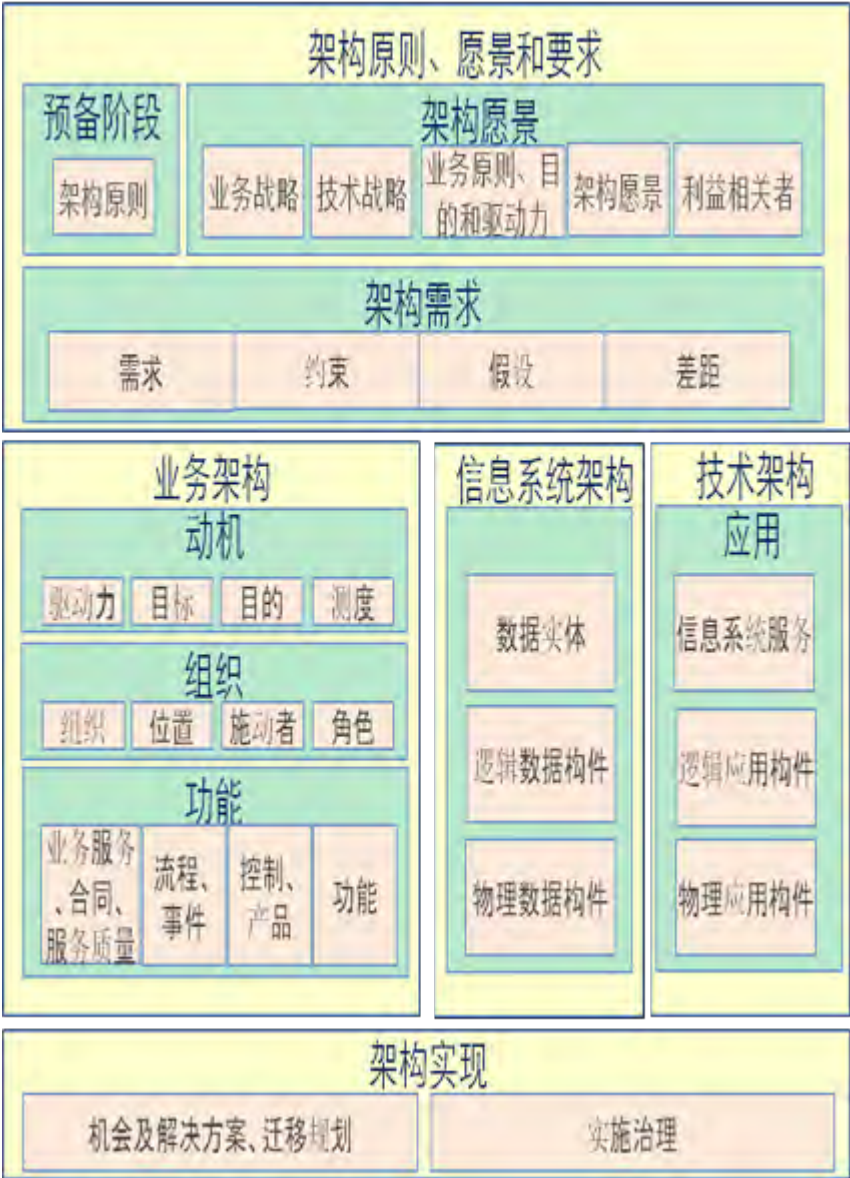 架构原则、愿景和要求
预备阶段
架构原则
架构愿景
业务战略
技术战略
业务原则、目
的和驱动力
架构愿景
利益相关者
架构需求
需求
约束
假设
差距
业务架构
动机
驱动力
目标
目的
测度
组织
组织
位置
施动者
角色
功能
业务服务
、合同、
服务质量
流程、
事件
控制、
产品
功能
信息系统架构
数据实体
逻辑数据构件
物理数据构件
技术架构
应用
信息系统服务
逻辑应用构件
物理应用构件
架构实现
机会及解决方案、迁移规划
实施治理